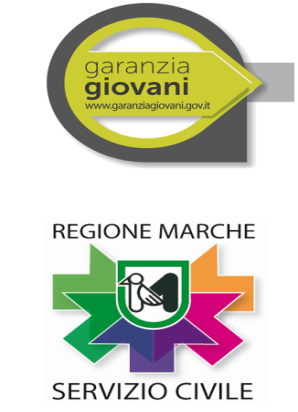 garanzia
giovani
www.garanziagiovani.gov.it
REGIONE MARCHE
SERVIZIO CIVILE